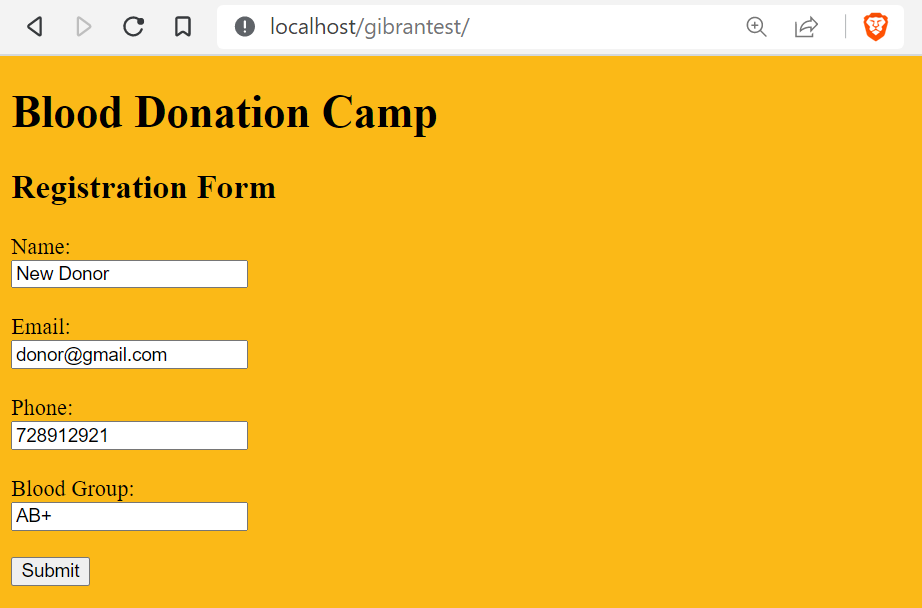 localhost/gibrantest/
Blood Donation Camp
Registration Form
Name:
New Donor
Email:
donor@gmail.com
Phone:
728912921
Blood Group:
AB+
Submit